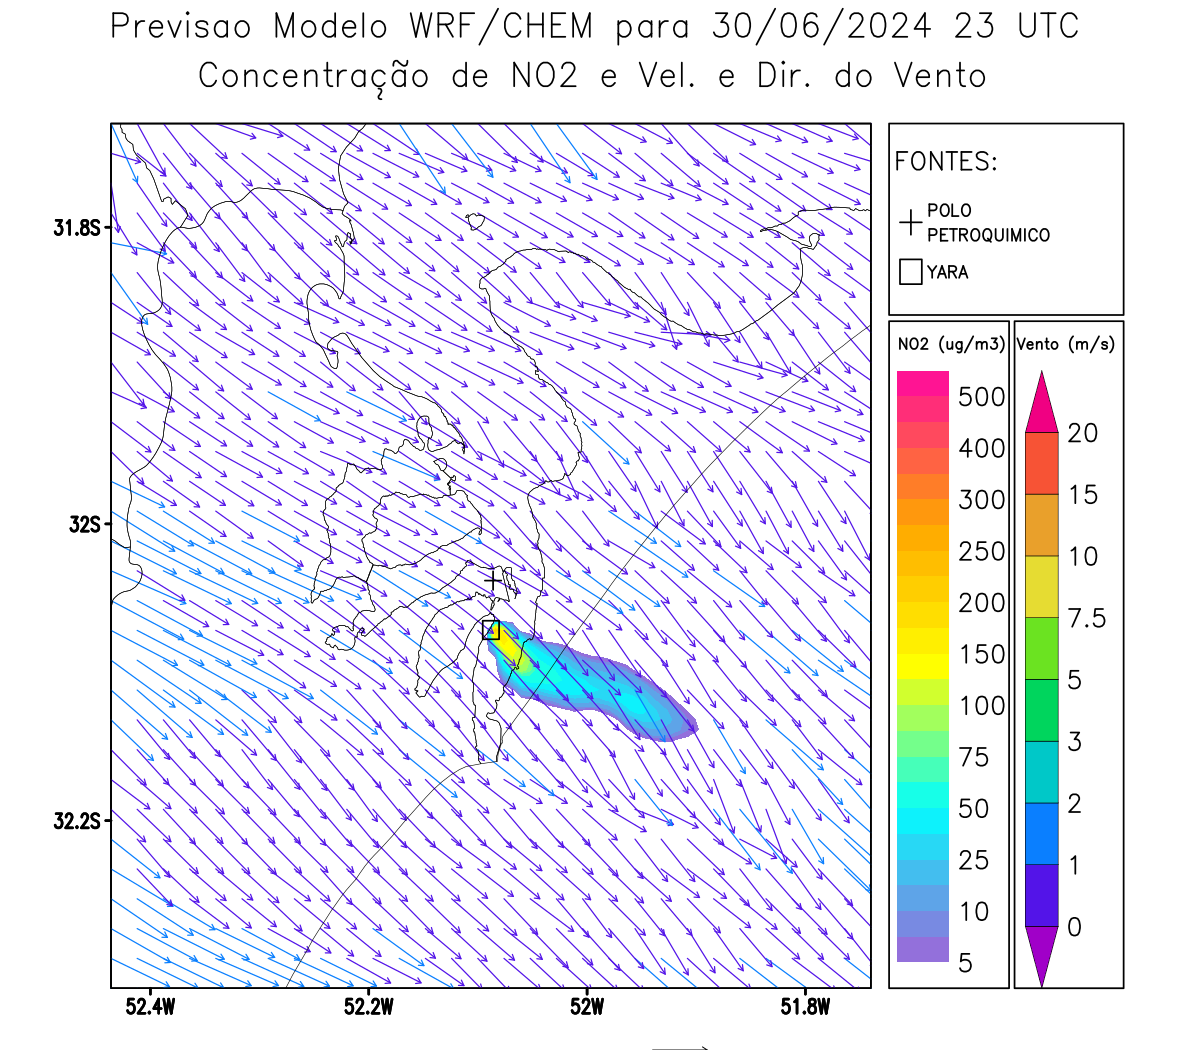 Previsao Modelo WRF/CHEM para 30/06/2024 23 UTC
Concentração de NO2 e Vel. e Dir. do Vento
FONTES:
POLO
PETROQUIMICO
YARA
31.8S
32S
32.2S
52.4W
52.2W
52W
51.8W
NO2 (ug/m3)
500
400
300
250
200
150
100
75
50
25
10
5
Vento (m/s)
20
15
10
7.5
5
3
2
1
0